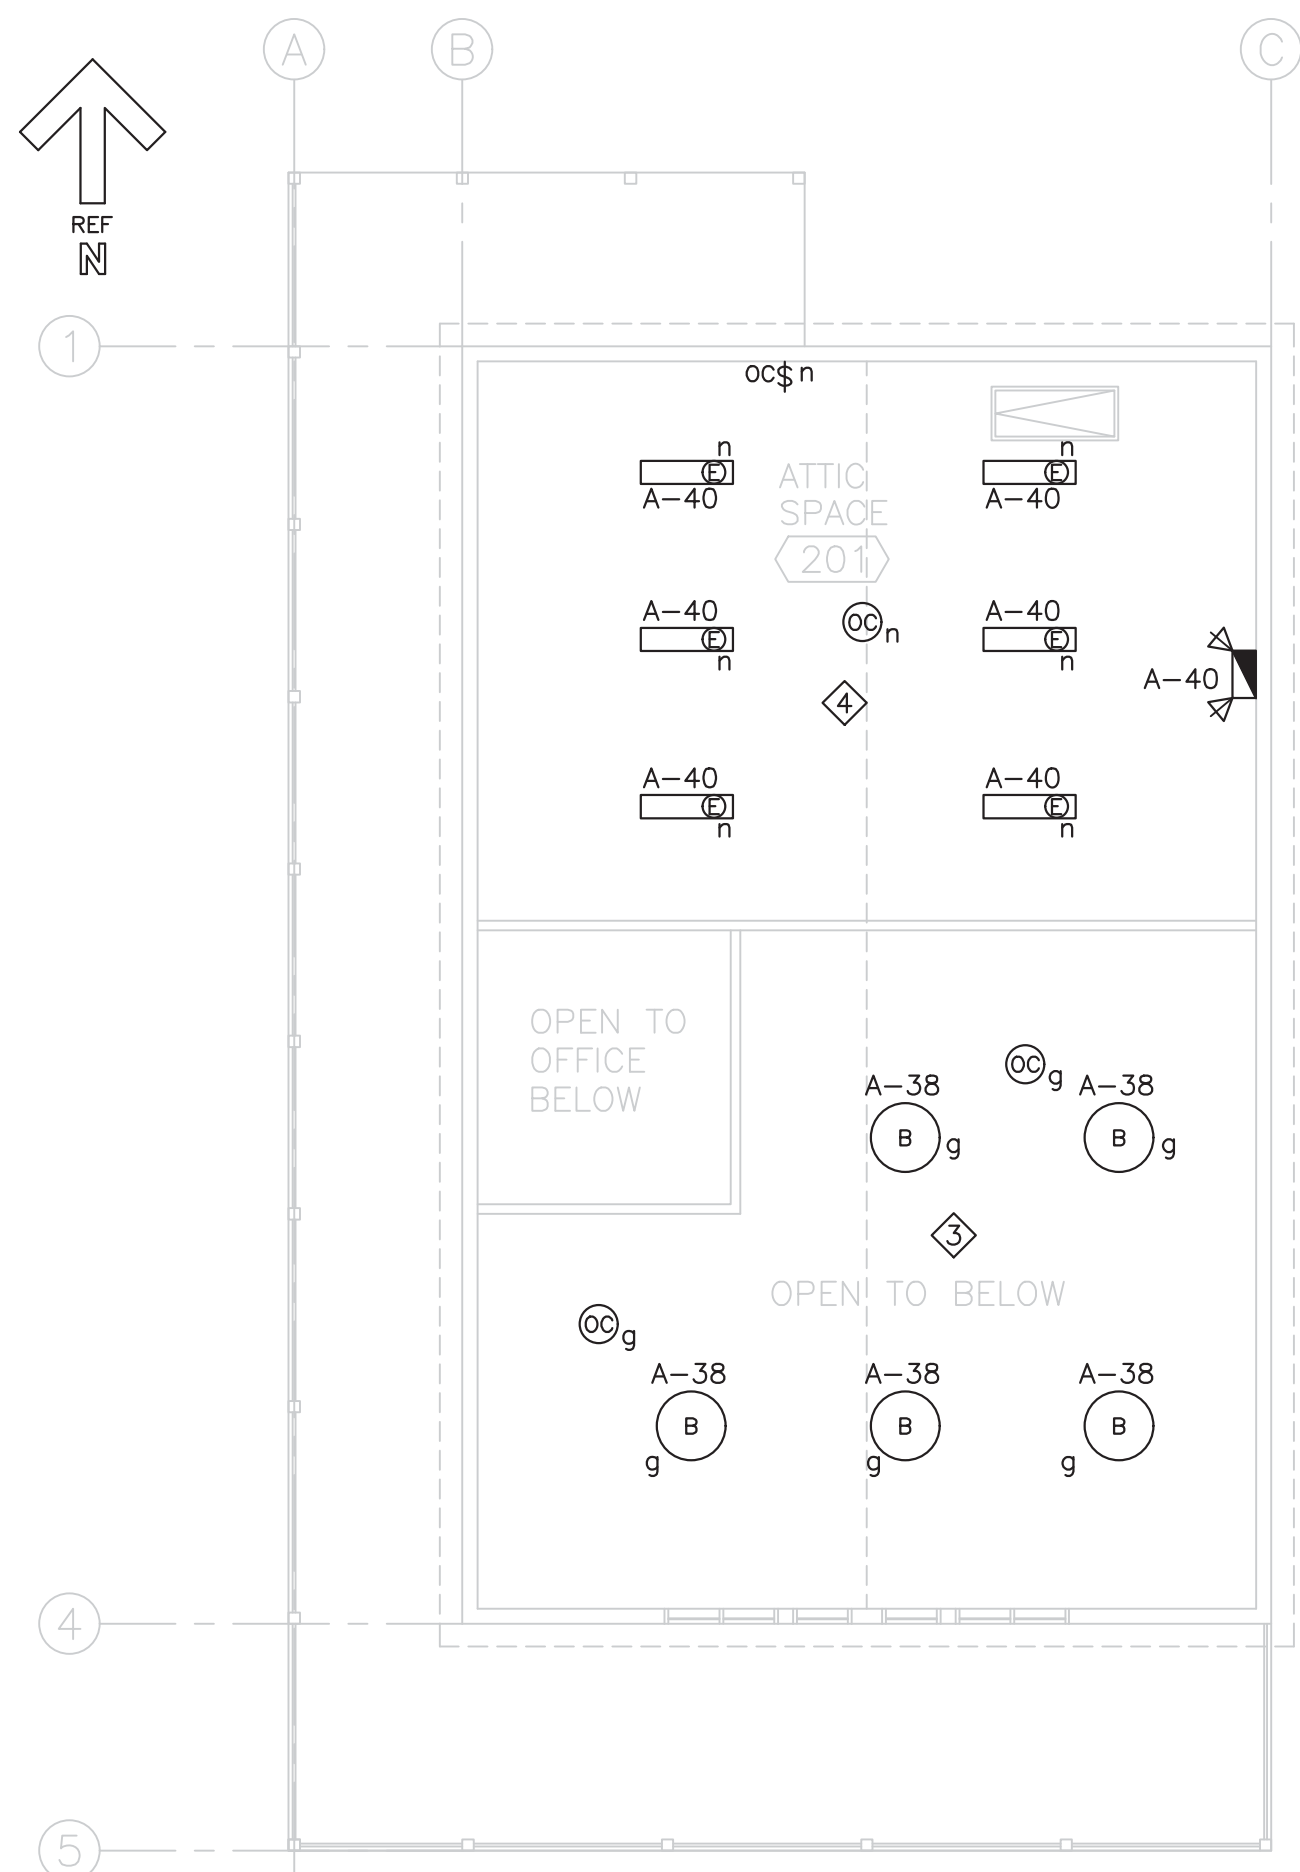 A B C
REF
N
1
OC$ n
n n
E E
A-40 A-40
ATTIC
SPACE
201
A-40 A-40
OC n
E E
n n
A-40
4
A-40 A-40
E E
n n
OPEN TO
OFFICE
BELOW
OC g
A-38 A-38
B g B g
3
OPEN TO BELOW
OC g
A-38 A-38 A-38
B B B
g g g
4
5